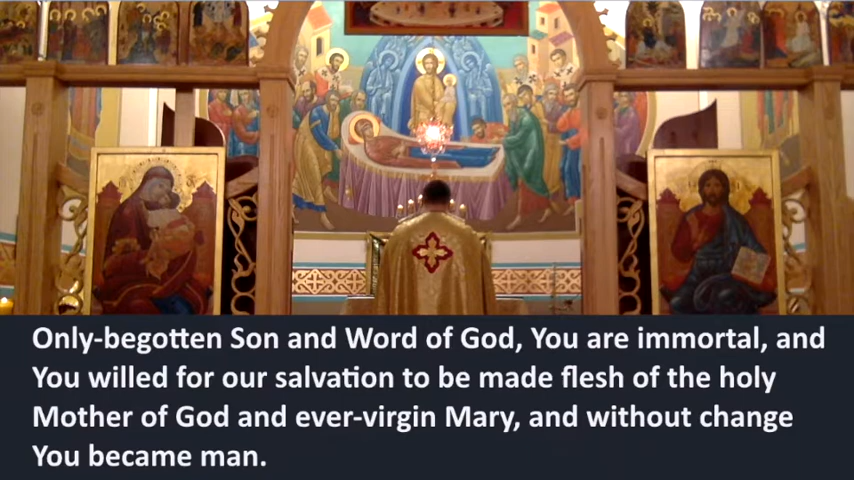 Only-begotten Son and Word of God, You are immortal, and
You willed for our salvation to be made flesh of the holy
Mother of God and ever-virgin Mary, and without change
You became man.